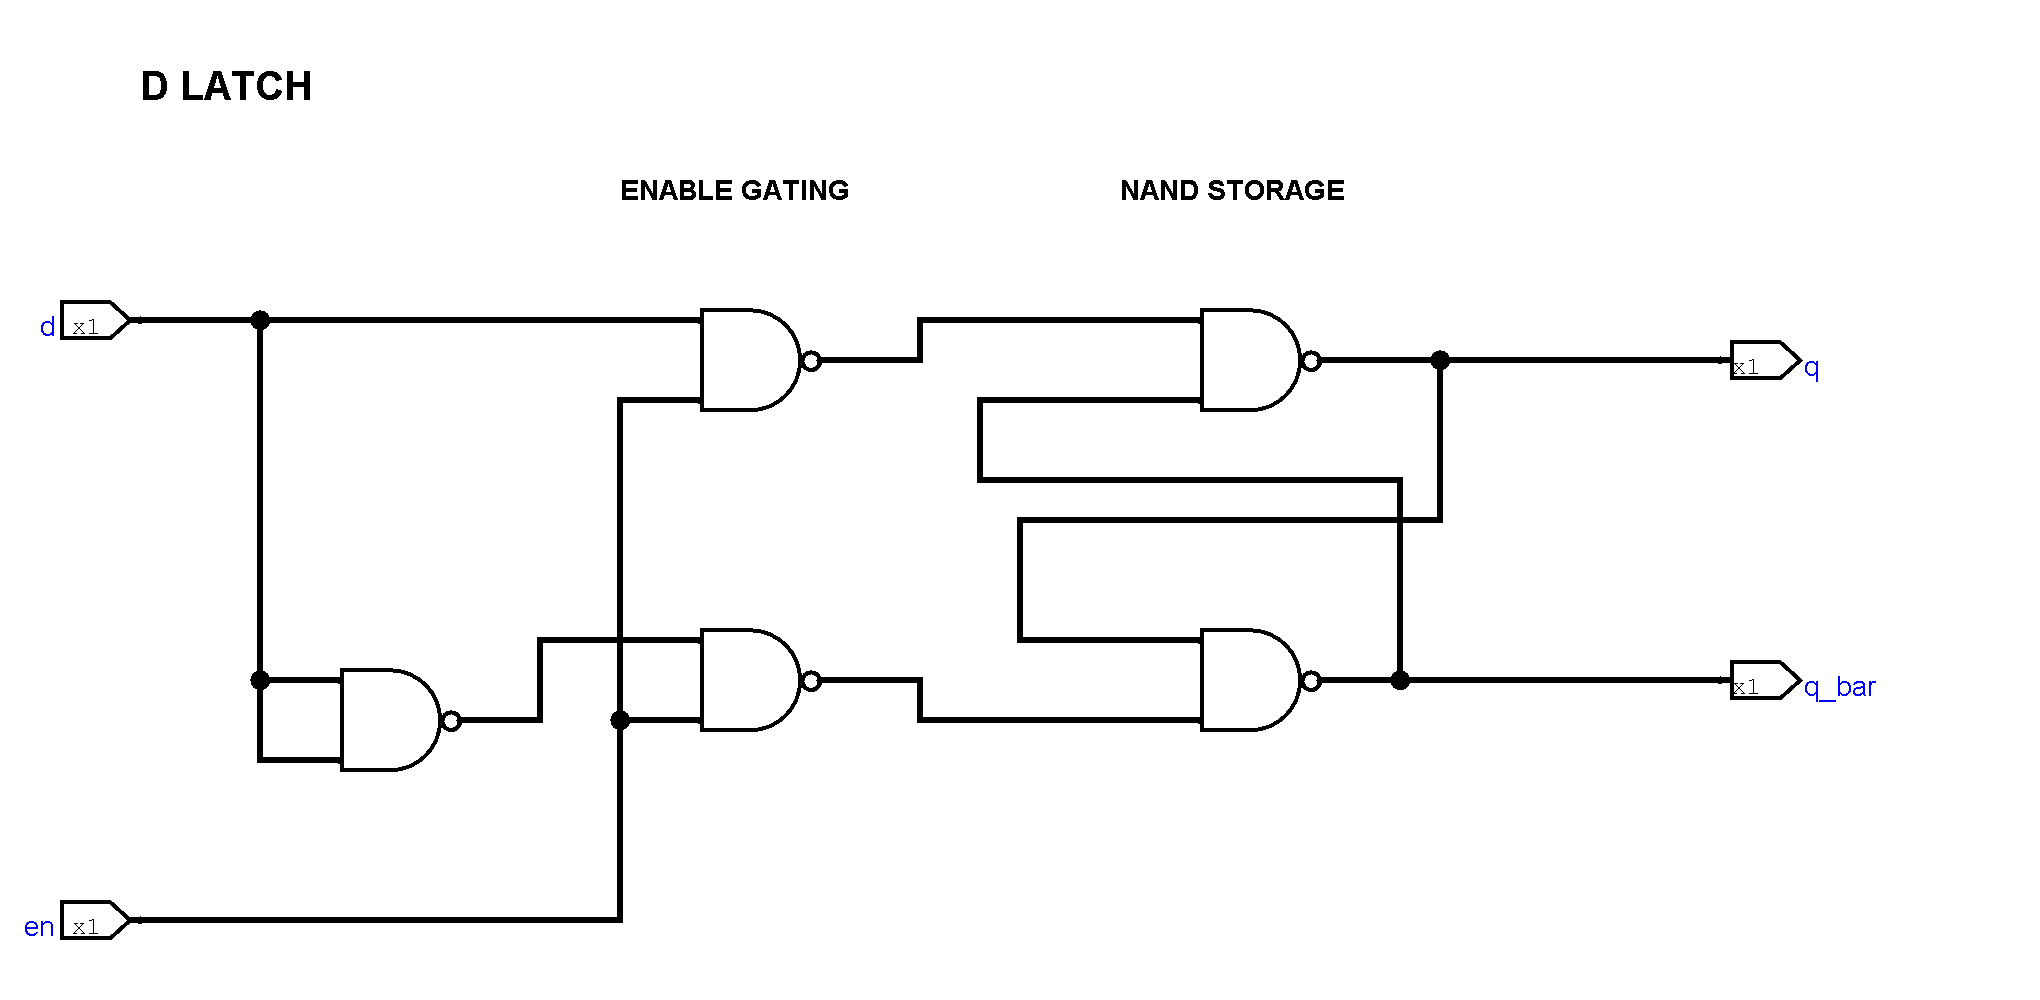 D LATCH
ENABLE GATING NAND STORAGE
d x1
x1 q
x1 q_bar
en x1